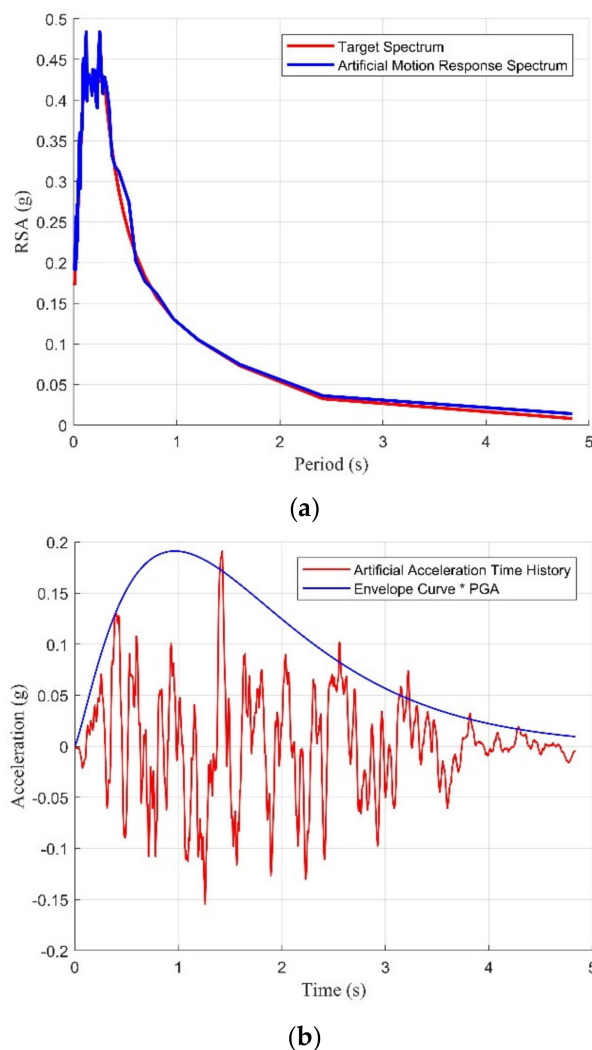 0.5
0.45
0.4
0.35
0.3
0.25
0.2
0.15
0.1
0.05
0
RSA (g)
Target Spectrum
Artificial Motion Response Spectrum
0 1 2 3 4 5
Period (s)
(a)
0.2
0.15
0.1
0.05
0
-0.05
-0.1
-0.15
-0.2
Acceleration (g)
Artificial Acceleration Time History
Envelope Curve * PGA
0 1 2 3 4 5
Time (s)
(b)